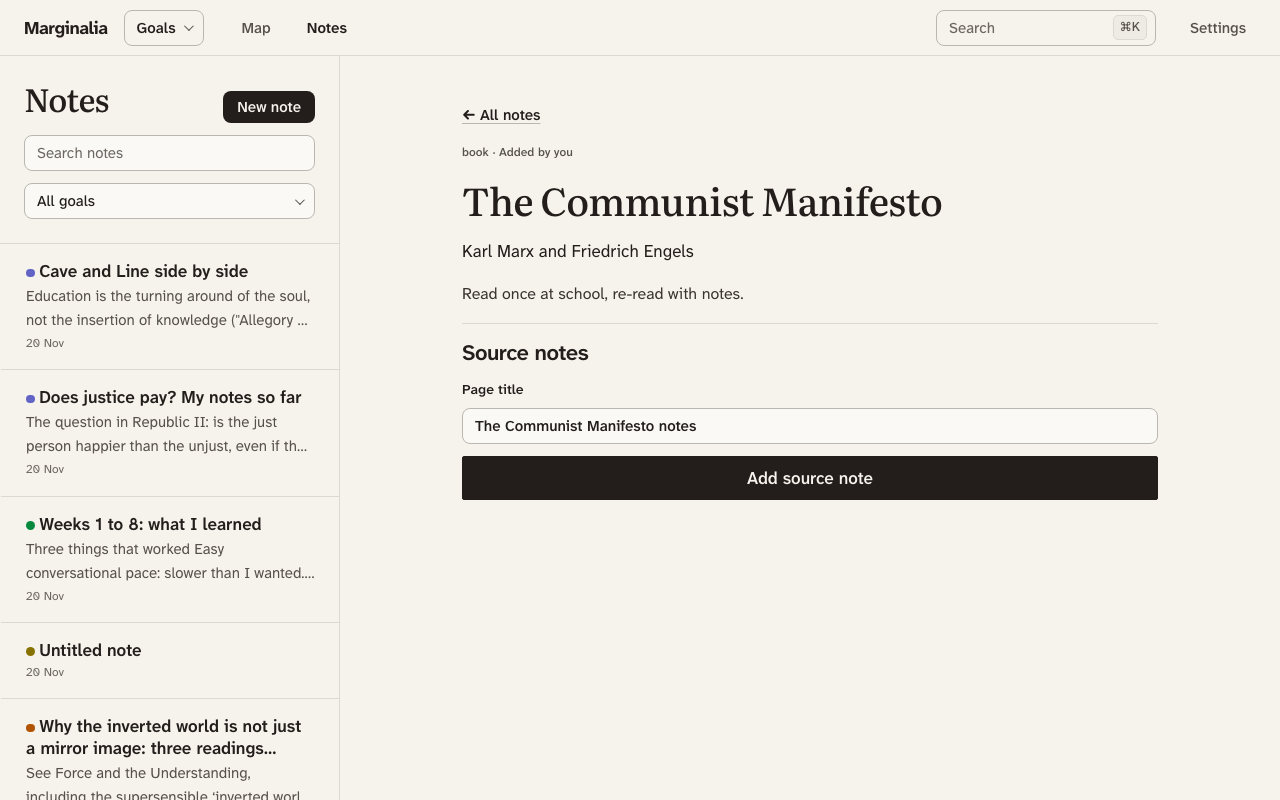 Marginalia
Goals
Map
Notes
Search
⌘K
Settings
Notes
New note
Search notes
All goals
Cave and Line side by side
Education is the turning around of the soul,
not the insertion of knowledge ("Allegory ...
20 Nov
Does justice pay? My notes so far
The question in Republic II: is the just
person happier than the unjust, even if th...
20 Nov
Weeks 1 to 8: what I learned
Three things that worked Easy
conversational pace: slower than I wanted....
20 Nov
Untitled note
20 Nov
Why the inverted world is not just
a mirror image: three readings...
See Force and the Understanding,
including the supersensible ‘inverted worl
← All notes
book · Added by you
The Communist Manifesto
Karl Marx and Friedrich Engels
Read once at school, re-read with notes.
Source notes
Page title
The Communist Manifesto notes
Add source note